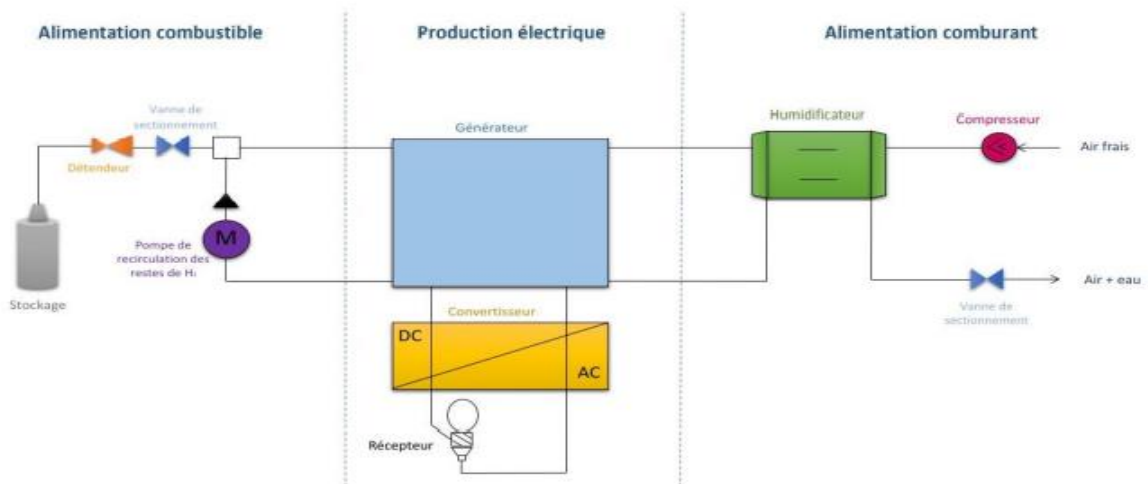 Alimentation combustible
Production électrique
Alimentation comburant
Vanne de
sectionnement
Détendeur
Générateur
Humidificateur
Compresseur
<<
Air frais
M
Pompe de
recirculation des
restes de H₂
Stockage
Convertisseur
DC
AC
Récepteur
Air + eau
Vanne de
sectionnement